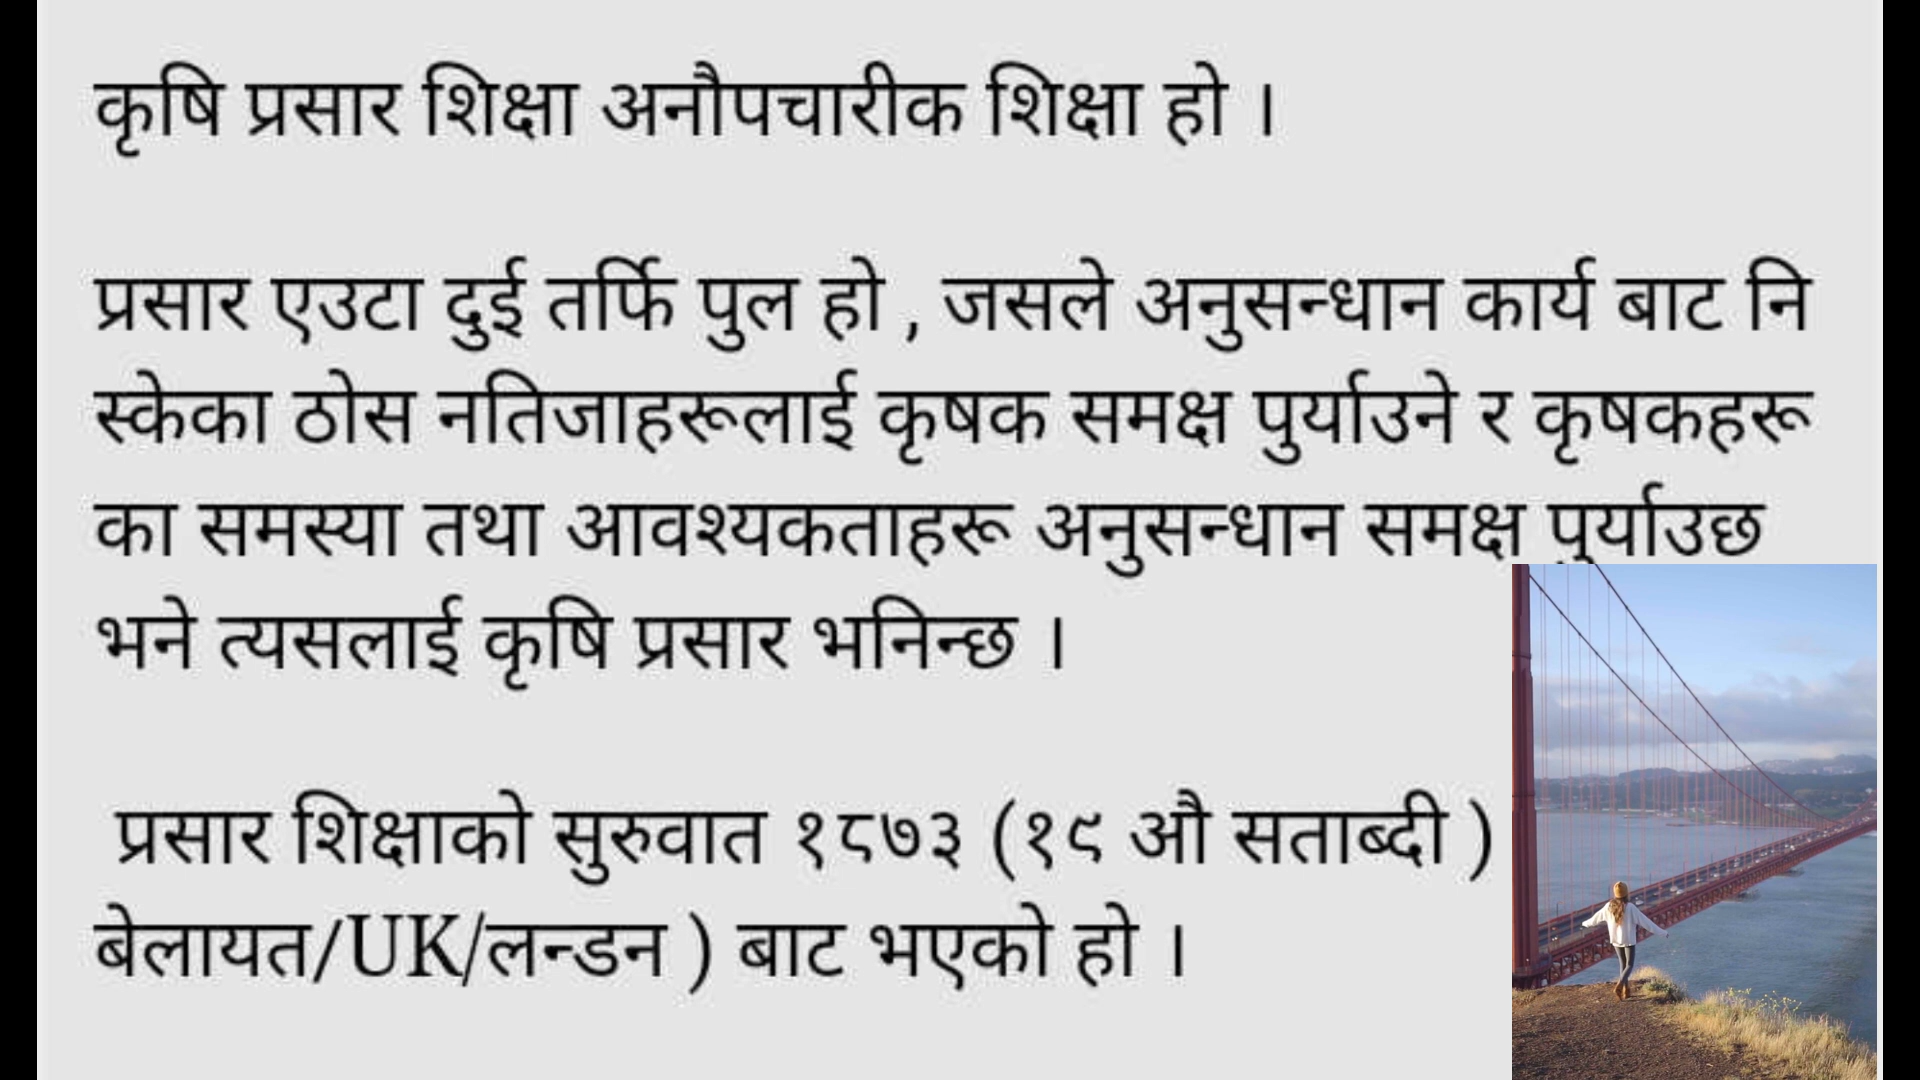 कृषि प्रसार शिक्षा अनौपचारीक शिक्षा हो ।
प्रसार एउटा दुई तर्फि पुल हो , जसले अनुसन्धान कार्य बाट नि
स्केका ठोस नतिजाहरूलाई कृषक समक्ष पुर्याउने र कृषकहरू
का समस्या तथा आवश्यकताहरू अनुसन्धान समक्ष पुर्याउछ
भने त्यसलाई कृषि प्रसार भनिन्छ ।
प्रसार शिक्षाको सुरुवात १८७३ (१९ औ सताब्दी )
बेलायत/UK/लन्डन ) बाट भएको हो ।